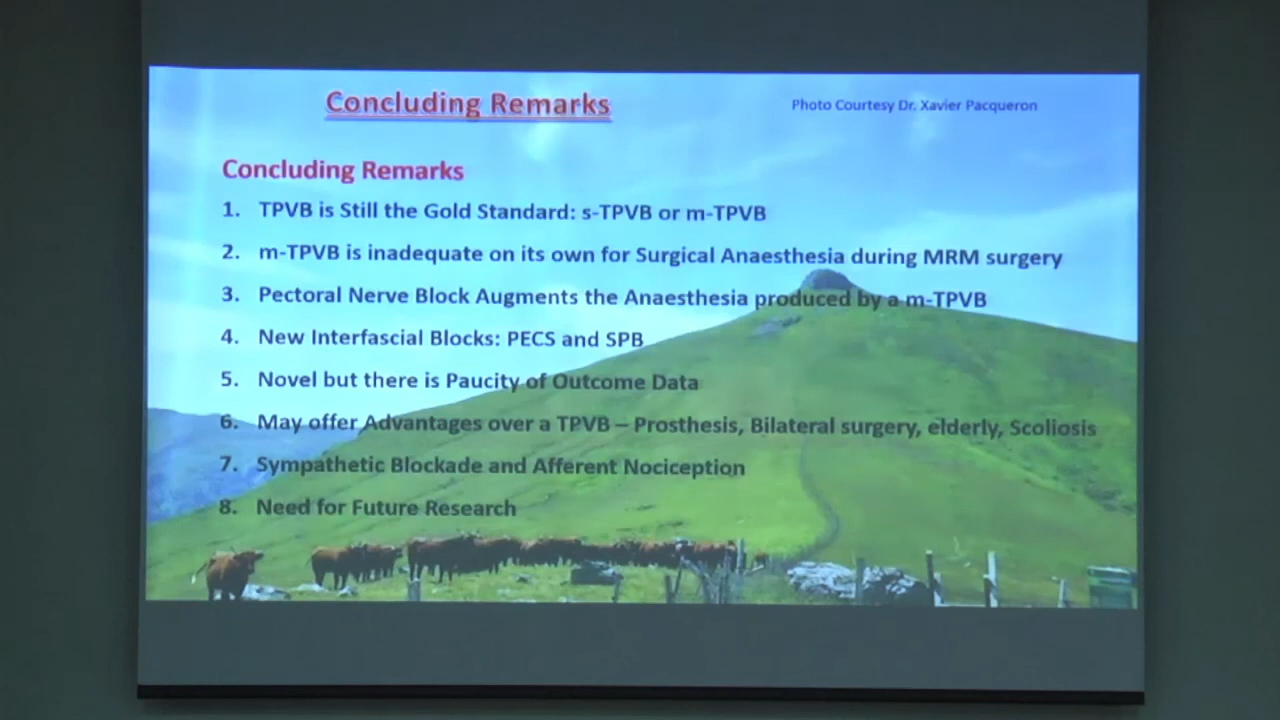 Concluding Remarks
Photo Courtesy Dr. Xavier Pacqueron
Concluding Remarks
1. TPVB is Still the Gold Standard: s-TPVB or m-TPVB
2. m-TPVB is inadequate on its own for Surgical Anaesthesia during MRM surgery
3. Pectoral Nerve Block Augments the Anaesthesia produced by a m-TPVB
4. New Interfascial Blocks: PECS and SPB
5. Novel but there is Paucity of Outcome Data
6. May offer Advantages over a TPVB – Prosthesis, Bilateral surgery, elderly, Scoliosis
7. Sympathetic Blockade and Afferent Nociception
8. Need for Future Research